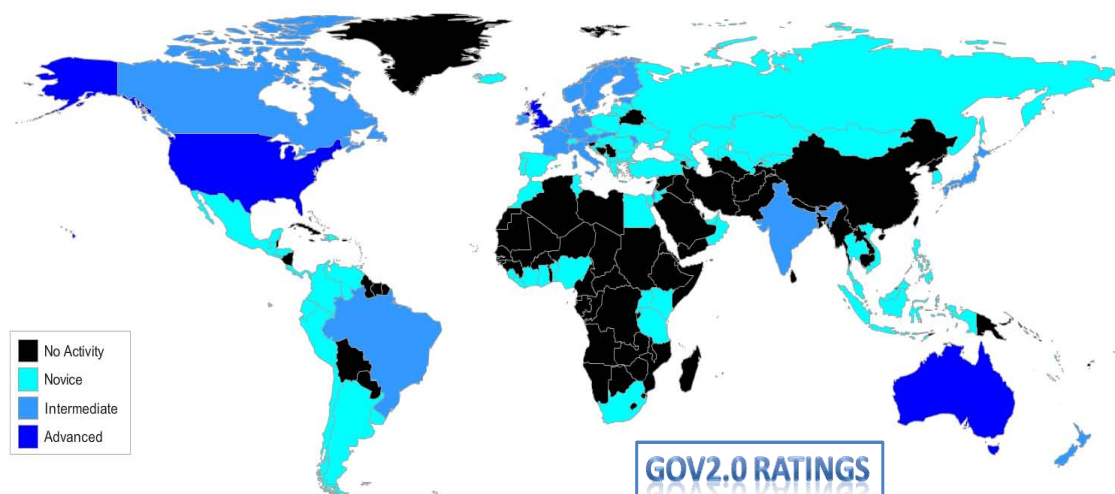 No Activity
Novice
Intermediate
Advanced
GOV2.0 RATINGS